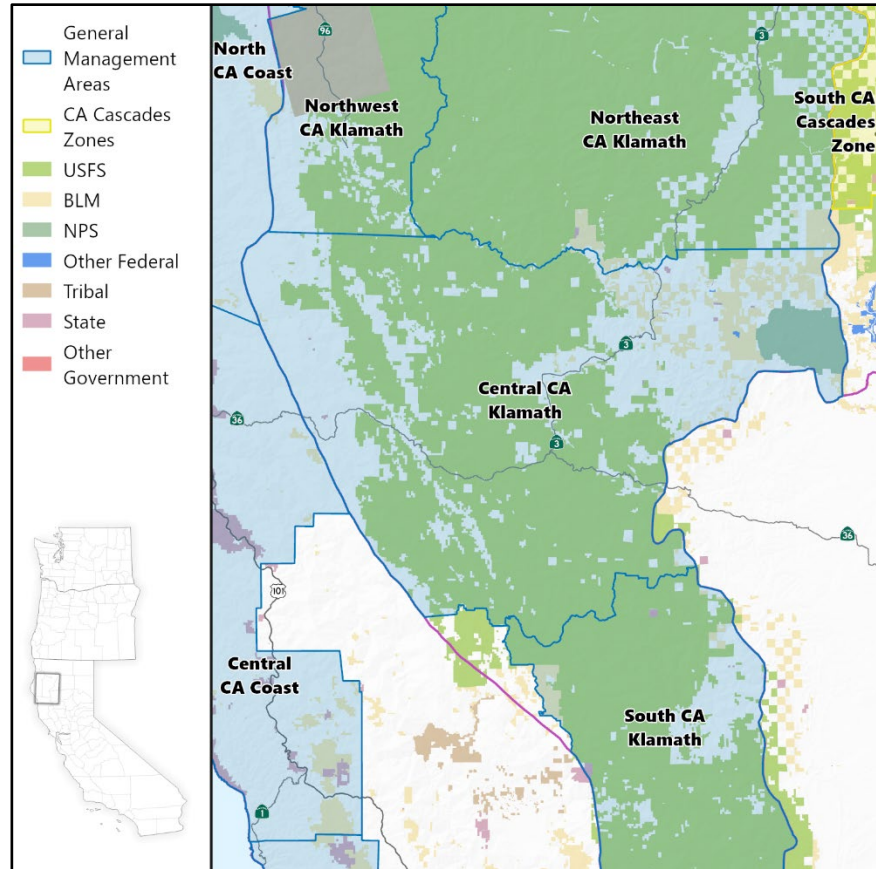 General
Management
Areas
CA Cascades
Zones
USFS
BLM
NPS
Other Federal
Tribal
State
Other
Government
North
CA Coast
96
Northwest
CA Klamath
3
Northeast
CA Klamath
South CA
Cascades
Zone
3
Central CA
Klamath
36
3
36
101
Central
CA Coast
South CA
Klamath
1